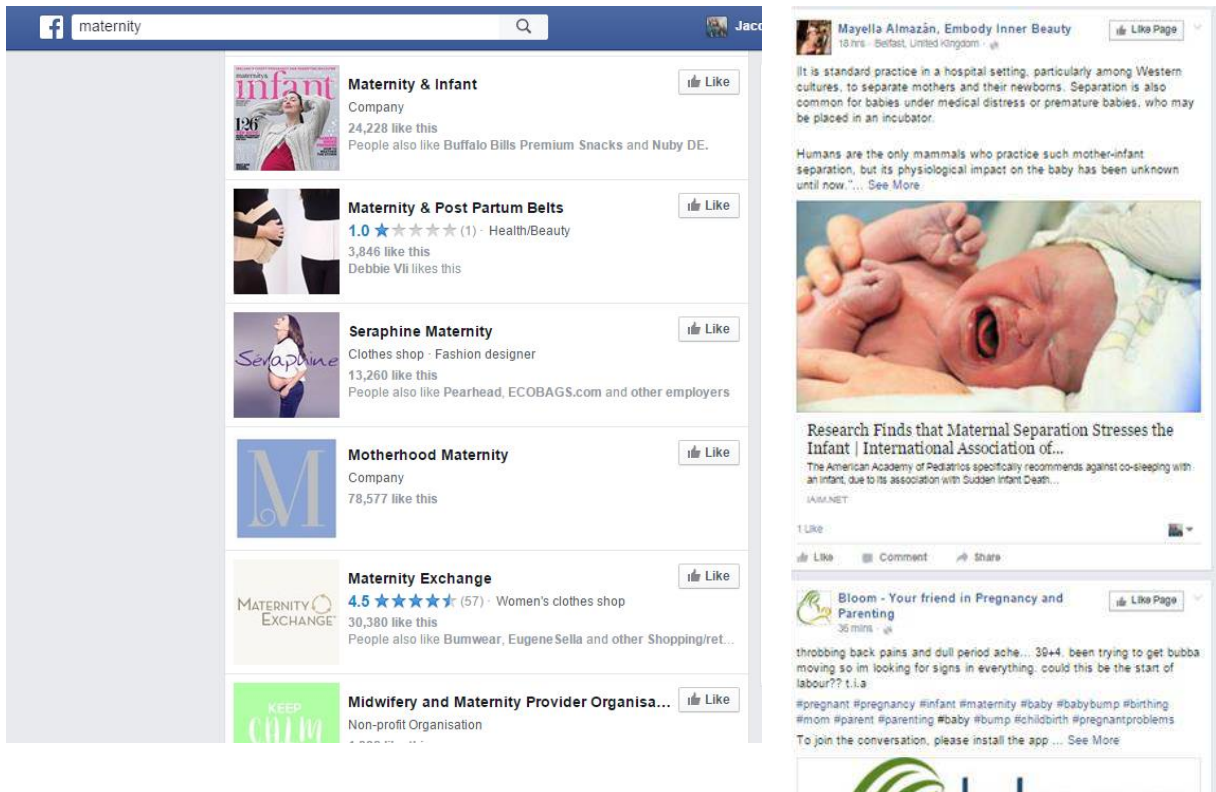 maternity
Jaco
maternity&
infant
126
Maternity & Infant
Like
Company
24,228 like this
People also like Buffalo Bills Premium Snacks and Nuby DE.
Maternity & Post Partum Belts
Like
1.0 (1) · Health/Beauty
3,846 like this
Debbie Vli likes this
Séraphine
Seraphine Maternity
Like
Clothes shop · Fashion designer
13,260 like this
People also like Pearhead, ECOBAGS.com and other employers
M
Motherhood Maternity
Like
Company
78,577 like this
MATERNITY
EXCHANGE
Maternity Exchange
Like
4.5 (57) · Women's clothes shop
30,380 like this
People also like Bumwear, EugeneSella and other Shopping/ret...
KEEP
CALM
Midwifery and Maternity Provider Organisa...
Like
Non-profit Organisation
Mayella Almazán, Embody Inner Beauty
Like Page
18 hrs · Belfast, United Kingdom ·
[It is standard practice in a hospital setting, particularly among Western
cultures, to separate mothers and their newborns. Separation is also
common for babies under medical distress or premature babies, who may
be placed in an incubator.
Humans are the only mammals who practice such mother-infant
separation, but its physiological impact on the baby has been unknown
until now."... See More
Research Finds that Maternal Separation Stresses the
Infant | International Association of...
The American Academy of Pediatrics specifically recommends against co-sleeping with
an infant, due to its association with Sudden Infant Death...
IAIM.NET
1 Like
Like Comment Share
Bloom - Your friend in Pregnancy and
Parenting
Like Page
36 mins ·
throbbing back pains and dull period ache... 39+4. been trying to get bubba
moving so im looking for signs in everything. could this be the start of
labour?? t.i.a
#pregnant #pregnancy #infant #maternity #baby #babybump #birthing
#mom #parent #parenting #baby #bump #childbirth #pregnantproblems
To join the conversation, please install the app ... See More